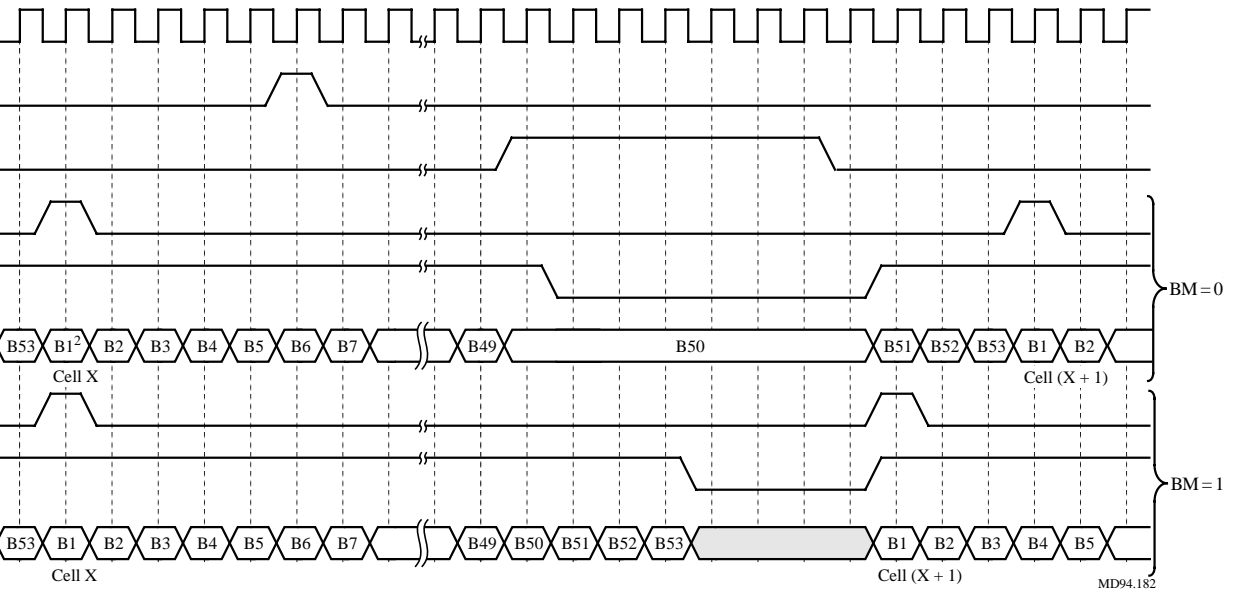 BM = 0
B53 B1² B2 B3 B4 B5 B6 B7 B49 B50 B51 B52 B53 B1 B2
Cell X Cell (X + 1)
BM = 1
B53 B1 B2 B3 B4 B5 B6 B7 B49 B50 B51 B52 B53 B1 B2 B3 B4 B5
Cell X Cell (X + 1)
MD94.182